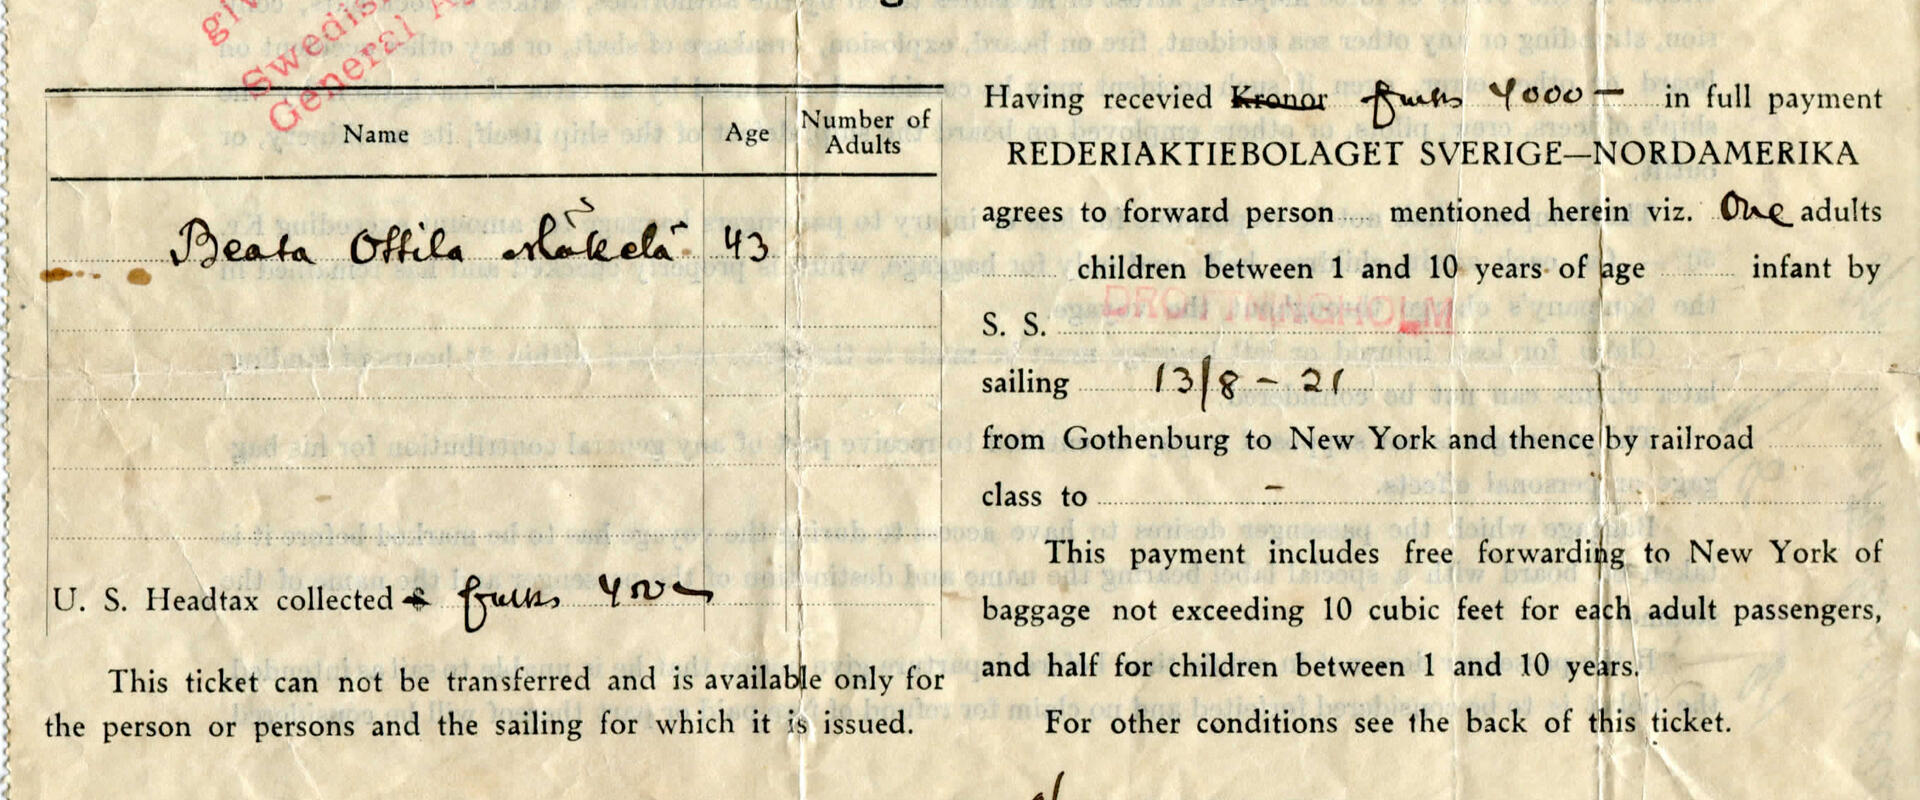 Swedis
General A
Name Age Number of Adults
Beata Ottila Mäkelä 43
U. S. Headtax collected $ 400
This ticket can not be transferred and is available only for
the person or persons and the sailing for which it is issued.
Having recevied Kronor 4000 — in full payment
REDERIAKTIEBOLAGET SVERIGE—NORDAMERIKA
agrees to forward person mentioned herein viz. One adults
children between 1 and 10 years of age infant by
S. S. DROTTNINGHOLM
sailing 13/8 - 21
from Gothenburg to New York and thence by railroad
class to -
This payment includes free forwarding to New York of
baggage not exceeding 10 cubic feet for each adult passengers,
and half for children between 1 and 10 years.
For other conditions see the back of this ticket.